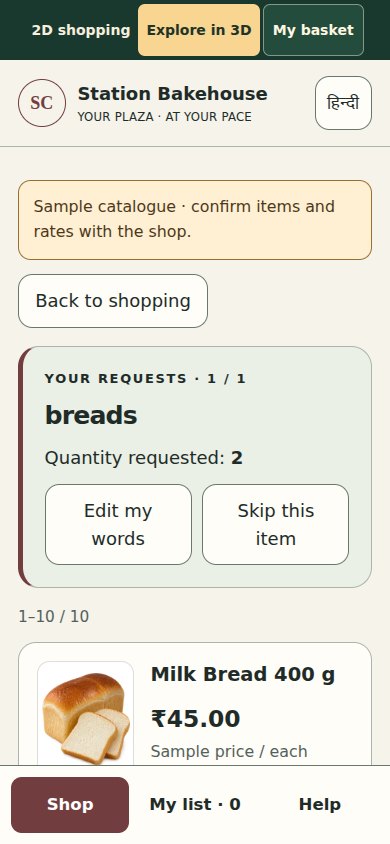 2D shopping Explore in 3D My basket
SC
Station Bakehouse
YOUR PLAZA · AT YOUR PACE
हिन्दी
Sample catalogue · confirm items and
rates with the shop.
Back to shopping
YOUR REQUESTS · 1 / 1
breads
Quantity requested: 2
Edit my
words
Skip this
item
1–10 / 10
Milk Bread 400 g
₹45.00
Sample price / each
Shop My list · 0 Help